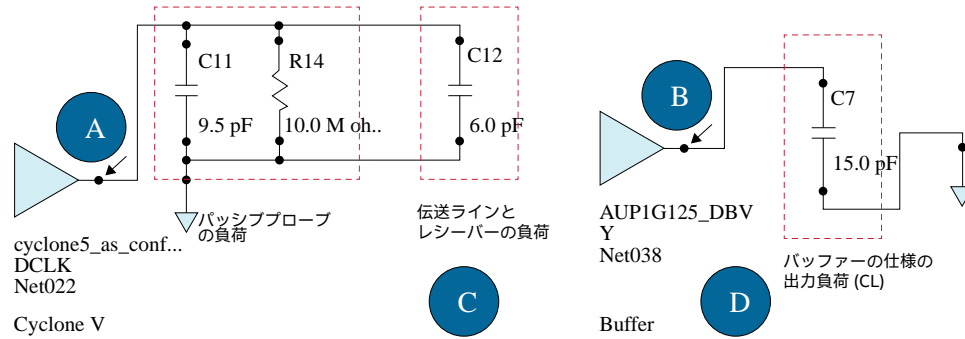 C11
R14
C12
9.5 pF
10.0 M oh..
6.0 pF
A
パッシブプローブ
の負荷
伝送ラインと
レシーバーの負荷
cyclone5_as_conf...
DCLK
Net022
Cyclone V
C
B
C7
15.0 pF
AUP1G125_DBV
Y
Net038
バッファーの仕様の
出力負荷 (CL)
Buffer
D